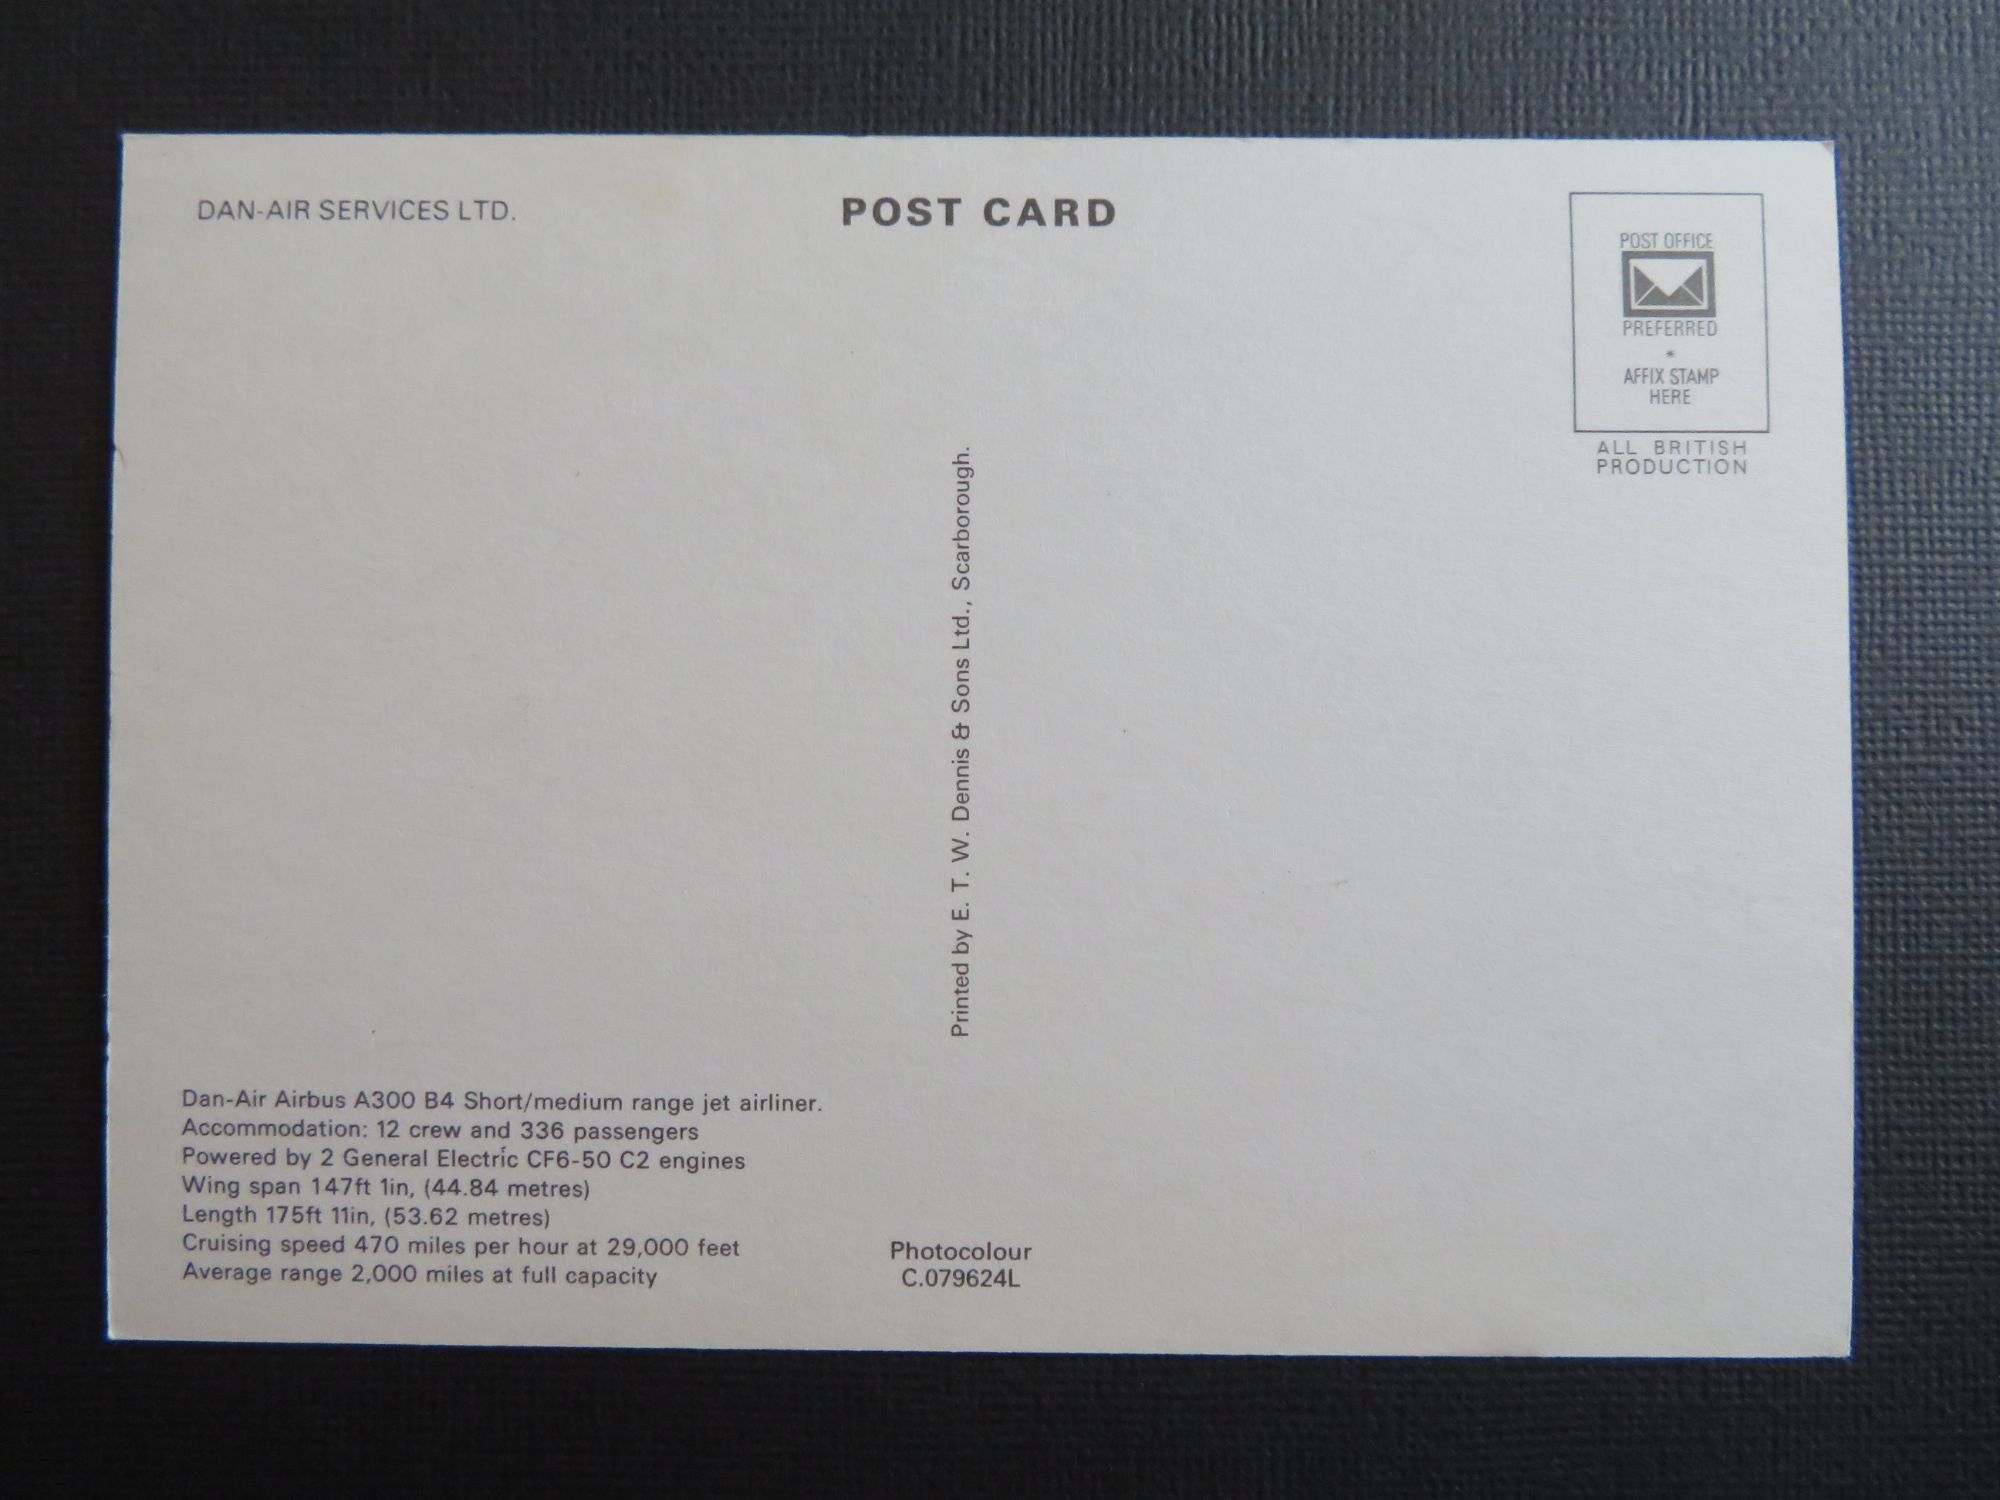 DAN-AIR SERVICES LTD.
POST CARD
POST OFFICE
PREFERRED
*
AFFIX STAMP
HERE
ALL BRITISH
PRODUCTION
Printed by E. T. W. Dennis & Sons Ltd., Scarborough.
Dan-Air Airbus A300 B4 Short/medium range jet airliner.
Accommodation: 12 crew and 336 passengers
Powered by 2 General Electric CF6-50 C2 engines
Wing span 147ft 1in, (44.84 metres)
Length 175ft 11in, (53.62 metres)
Cruising speed 470 miles per hour at 29,000 feet
Average range 2,000 miles at full capacity
Photocolour
C.079624L